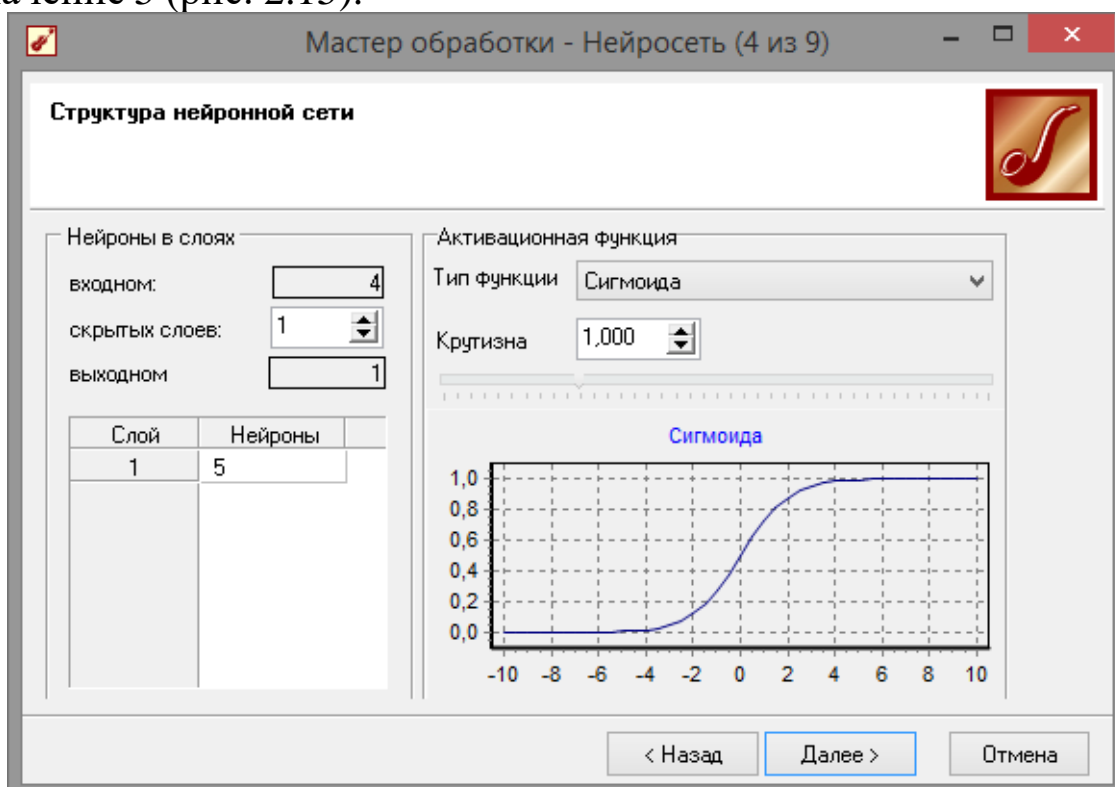 (рис. 2.13).
Мастер обработки - Нейросеть (4 из 9)
Структура нейронной сети
Нейроны в слоях
входном: 4
скрытых слоев: 1
выходном 1
Слой Нейроны
1 5
Активационная функция
Тип функции Сигмоида
Крутизна 1,000
Сигмоида
1,0
0,8
0,6
0,4
0,2
0,0
-10 -8 -6 -4 -2 0 2 4 6 8 10
< Назад Далее > Отмена